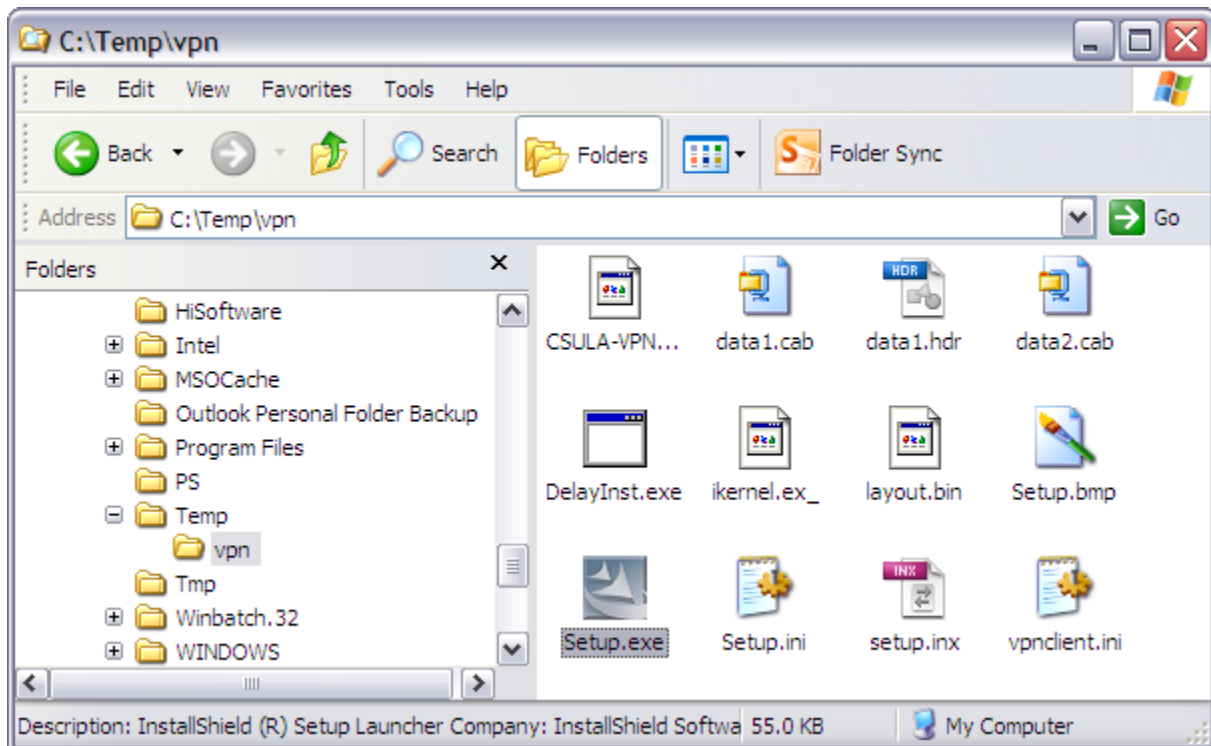 C:\Temp\vpn
File Edit View Favorites Tools Help
Back Search Folders Folder Sync
Address C:\Temp\vpn Go
Folders
HiSoftware
Intel
MSOCache
Outlook Personal Folder Backup
Program Files
PS
Temp
vpn
Tmp
Winbatch.32
WINDOWS
CSULA-VPN... data1.cab data1.hdr data2.cab
DelayInst.exe ikernel.ex_ layout.bin Setup.bmp
Setup.exe Setup.ini setup.inx vpnclient.ini
HDR
INX
Description: InstallShield (R) Setup Launcher Company: InstallShield Softwa 55.0 KB My Computer